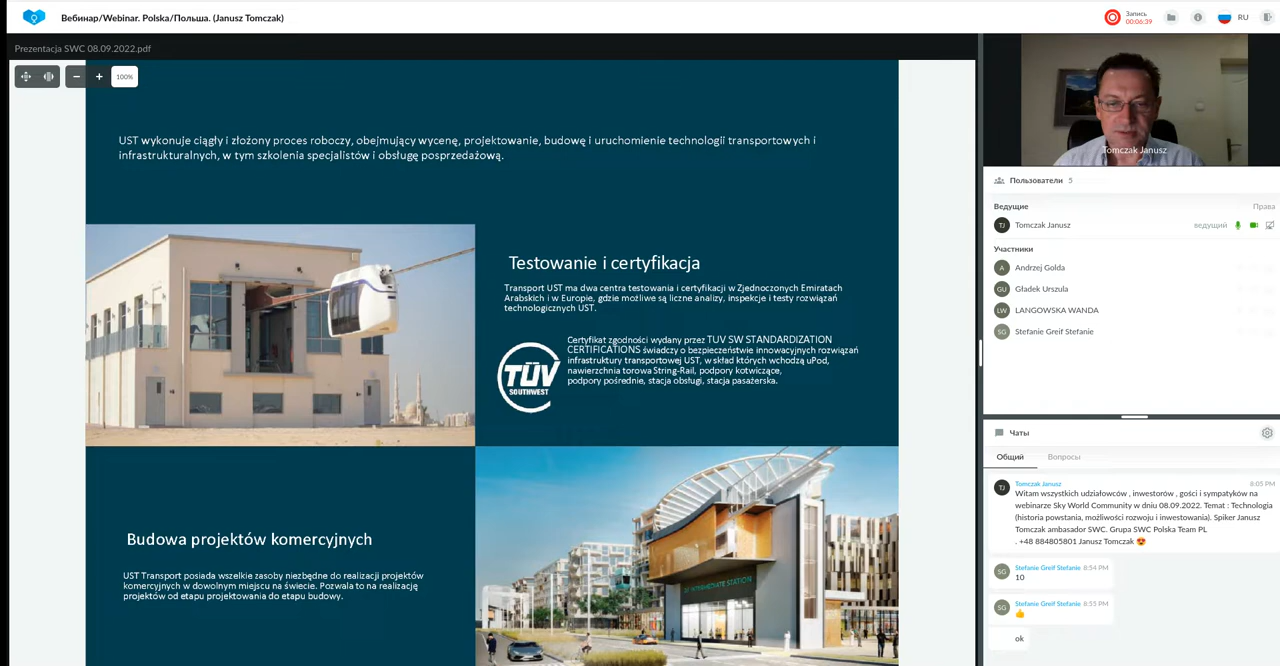 Вебинар/Webinar. Polska/Польша. (Janusz Tomczak)
Запись
00:06:39
RU
Prezentacja SWC 08.09.2022.pdf
100%
UST wykonuje ciągły i złożony proces roboczy, obejmujący wycenę, projektowanie, budowę i uruchomienie technologii transportowych i
infrastrukturalnych, w tym szkolenia specjalistów i obsługę posprzedażową.
Testowanie i certyfikacja
Transport UST ma dwa centra testowania i certyfikacji w Zjednoczonych Emiratach
Arabskich i w Europie, gdzie możliwe są liczne analizy, inspekcje i testy rozwiązań
technologicznych UST.
TÜV
SOUTHWEST
Certyfikat zgodności wydany przez TUV SW STANDARDIZATION
CERTIFICATIONS świadczy o bezpieczeństwie innowacyjnych rozwiązań
infrastruktury transportowej UST, w skład których wchodzą uPod,
nawierzchnia torowa String-Rail, podpory kotwiczące,
podpory pośrednie, stacja obsługi, stacja pasażerska.
Budowa projektów komercyjnych
UST Transport posiada wszelkie zasoby niezbędne do realizacji projektów
komercyjnych w dowolnym miejscu na świecie. Pozwala to na realizację
projektów od etapu projektowania do etapu budowy.
INTERMEDIATE STATION
Tomczak Janusz
Пользователи 5
Ведущие Права
TJ Tomczak Janusz ведущий
Участники
A Andrzej Golda
GU Gładek Urszula
LW LANGOWSKA WANDA
SG Stefanie Greif Stefanie
Чаты
Общий Вопросы
TJ Tomczak Janusz 8:05 PM
Witam wszystkich udziałowców , inwestorów , gości i sympatyków na
webinarze Sky World Community w dniu 08.09.2022. Temat : Technologia
(historia powstania, możliwości rozwoju i inwestowania). Spiker Janusz
Tomczak ambasador SWC. Grupa SWC Polska Team PL
. +48 884805801 Janusz Tomczak 😍
SG Stefanie Greif Stefanie 8:54 PM
10
SG Stefanie Greif Stefanie 8:55 PM
👍
ok